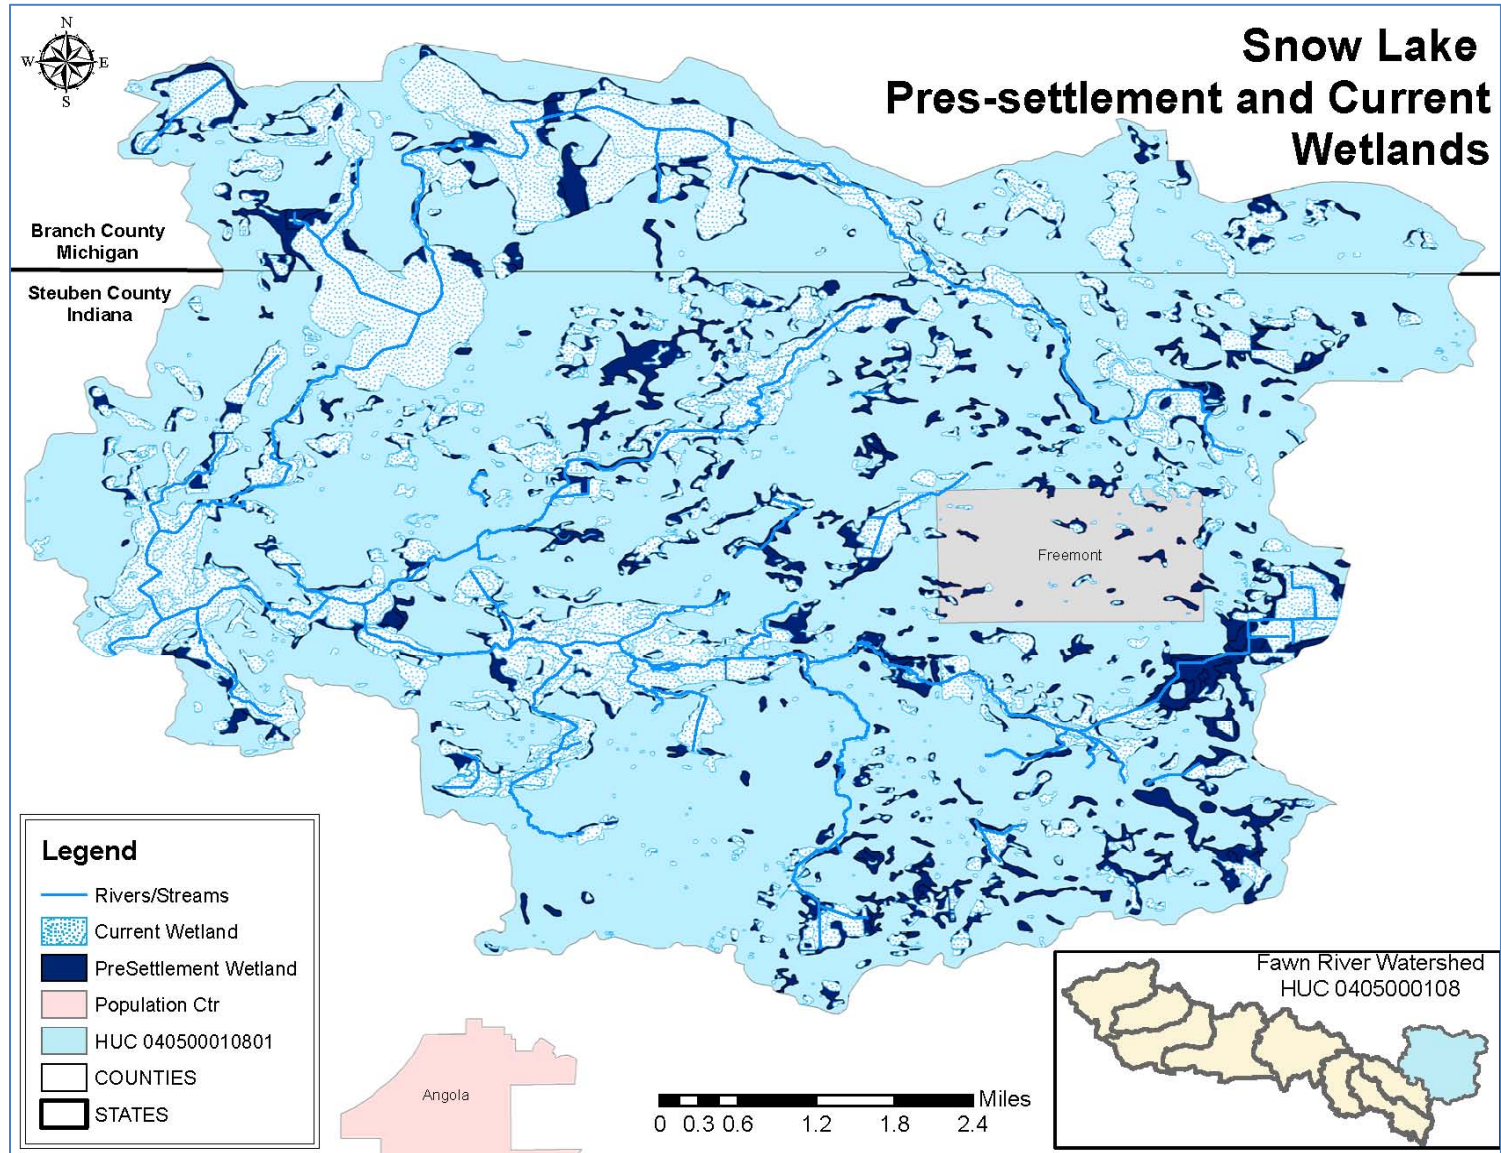 N
W
E
S
Snow Lake
Pres-settlement and Current
Wetlands
Branch County
Michigan
Steuben County
Indiana
Freemont
Legend
Rivers/Streams
Current Wetland
PreSettlement Wetland
Population Ctr
HUC 040500010801
COUNTIES
STATES
Angola
Miles
0 0.3 0.6 1.2 1.8 2.4
Fawn River Watershed
HUC 0405000108